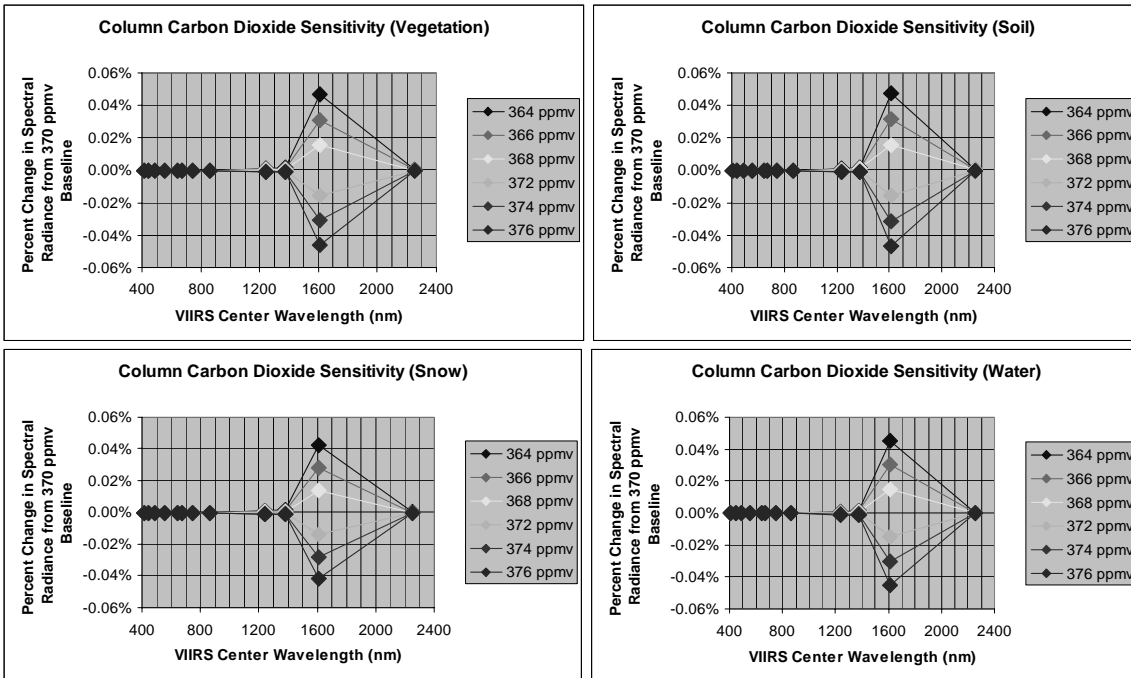 Column Carbon Dioxide Sensitivity (Vegetation)
Percent Change in Spectral
Radiance from 370 ppmv
Baseline
0.06%
0.04%
0.02%
0.00%
-0.02%
-0.04%
-0.06%
400 800 1200 1600 2000 2400
VIIRS Center Wavelength (nm)
364 ppmv
366 ppmv
368 ppmv
372 ppmv
374 ppmv
376 ppmv
Column Carbon Dioxide Sensitivity (Soil)
Percent Change in Spectral
Radiance from 370 ppmv
Baseline
0.06%
0.04%
0.02%
0.00%
-0.02%
-0.04%
-0.06%
400 800 1200 1600 2000 2400
VIIRS Center Wavelength (nm)
364 ppmv
366 ppmv
368 ppmv
372 ppmv
374 ppmv
376 ppmv
Column Carbon Dioxide Sensitivity (Snow)
Percent Change in Spectral
Radiance from 370 ppmv
Baseline
0.06%
0.04%
0.02%
0.00%
-0.02%
-0.04%
-0.06%
400 800 1200 1600 2000 2400
VIIRS Center Wavelength (nm)
364 ppmv
366 ppmv
368 ppmv
372 ppmv
374 ppmv
376 ppmv
Column Carbon Dioxide Sensitivity (Water)
Percent Change in Spectral
Radiance from 370 ppmv
Baseline
0.06%
0.04%
0.02%
0.00%
-0.02%
-0.04%
-0.06%
400 800 1200 1600 2000 2400
VIIRS Center Wavelength (nm)
364 ppmv
366 ppmv
368 ppmv
372 ppmv
374 ppmv
376 ppmv